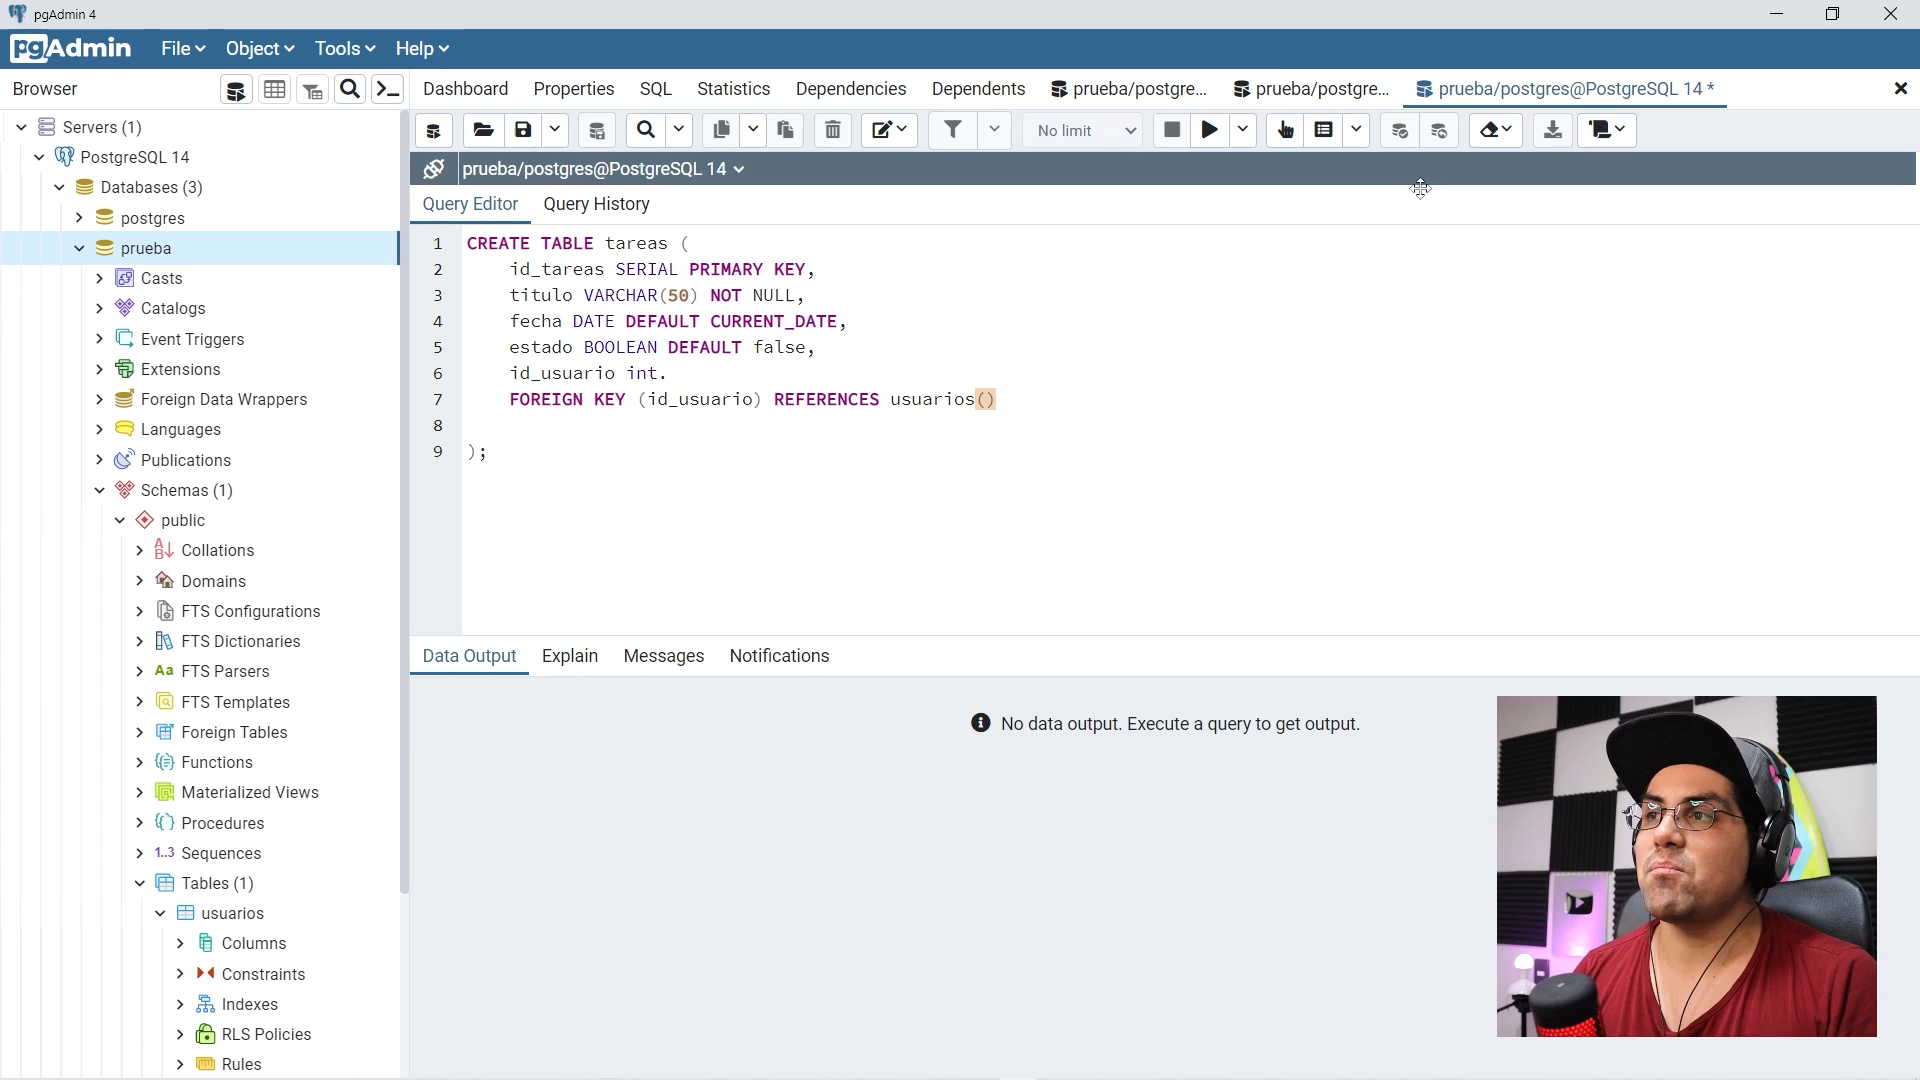 pgAdmin 4
pgAdmin File Object Tools Help
Browser
Dashboard Properties SQL Statistics Dependencies Dependents prueba/postgre... prueba/postgre... prueba/postgres@PostgreSQL 14 *
No limit
prueba/postgres@PostgreSQL 14
Query Editor Query History
Servers (1)
PostgreSQL 14
Databases (3)
postgres
prueba
Casts
Catalogs
Event Triggers
Extensions
Foreign Data Wrappers
Languages
Publications
Schemas (1)
public
Collations
Domains
FTS Configurations
FTS Dictionaries
Aa FTS Parsers
FTS Templates
Foreign Tables
Functions
Materialized Views
Procedures
1..3 Sequences
Tables (1)
usuarios
Columns
Constraints
Indexes
RLS Policies
Rules
1 CREATE TABLE tareas (
2 id_tareas SERIAL PRIMARY KEY,
3 titulo VARCHAR(50) NOT NULL,
4 fecha DATE DEFAULT CURRENT_DATE,
5 estado BOOLEAN DEFAULT false,
6 id_usuario int.
7 FOREIGN KEY (id_usuario) REFERENCES usuarios()
8
9 );
Data Output Explain Messages Notifications
No data output. Execute a query to get output.